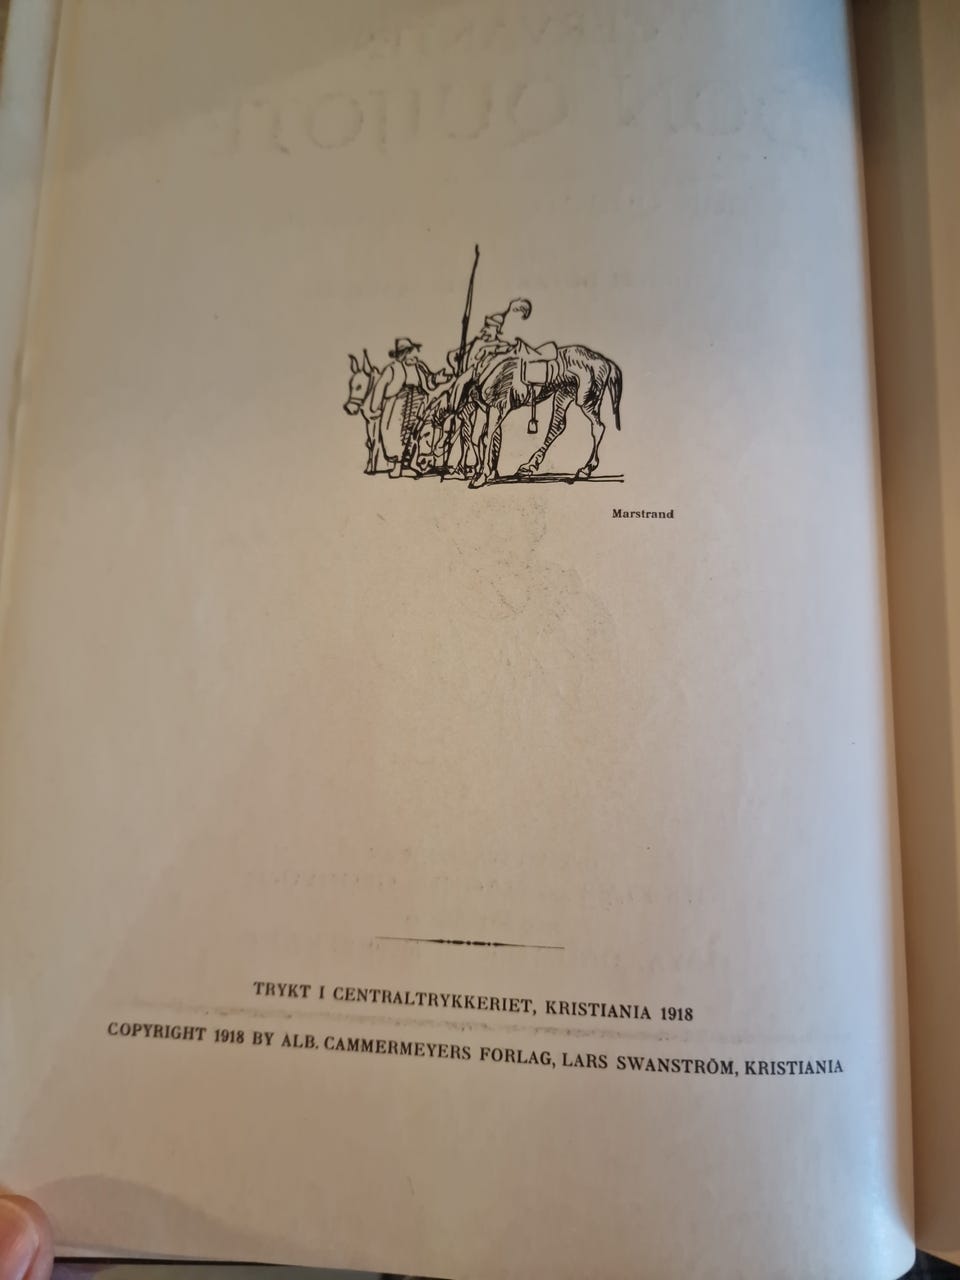 Marstrand
TRYKT I CENTRALTRYKKERIET, KRISTIANIA 1918
COPYRIGHT 1918 BY ALB. CAMMERMEYERS FORLAG, LARS SWANSTRÖM, KRISTIANIA